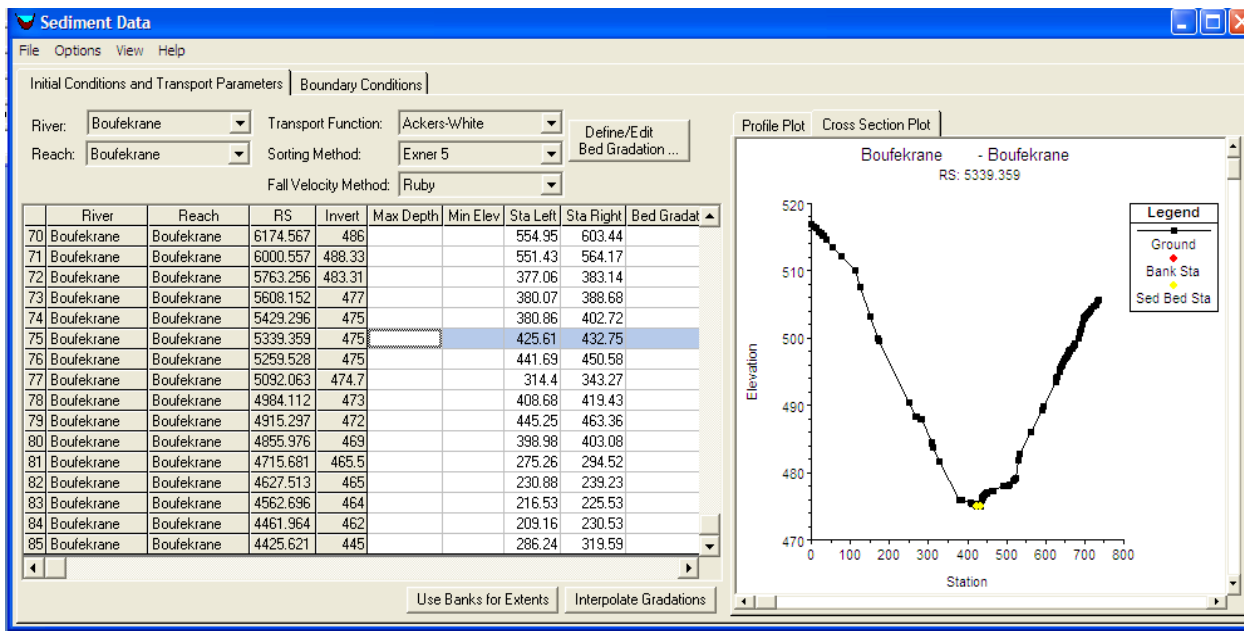 Sediment Data
File Options View Help
Initial Conditions and Transport Parameters Boundary Conditions
River: Boufekrane Transport Function: Ackers-White Define/Edit Bed Gradation ...
Reach: Boufekrane Sorting Method: Exner 5
Fall Velocity Method: Ruby
River Reach RS Invert Max Depth Min Elev Sta Left Sta Right Bed Gradat
70 Boufekrane Boufekrane 6174.567 486 554.95 603.44
71 Boufekrane Boufekrane 6000.557 488.33 551.43 564.17
72 Boufekrane Boufekrane 5763.256 483.31 377.06 383.14
73 Boufekrane Boufekrane 5608.152 477 380.07 388.68
74 Boufekrane Boufekrane 5429.296 475 380.86 402.72
75 Boufekrane Boufekrane 5339.359 475 425.61 432.75
76 Boufekrane Boufekrane 5259.528 475 441.69 450.58
77 Boufekrane Boufekrane 5092.063 474.7 314.4 343.27
78 Boufekrane Boufekrane 4984.112 473 408.68 419.43
79 Boufekrane Boufekrane 4915.297 472 445.25 463.36
80 Boufekrane Boufekrane 4855.976 469 398.98 403.08
81 Boufekrane Boufekrane 4715.681 465.5 275.26 294.52
82 Boufekrane Boufekrane 4627.513 465 230.88 239.23
83 Boufekrane Boufekrane 4562.696 464 216.53 225.53
84 Boufekrane Boufekrane 4461.964 462 209.16 230.53
85 Boufekrane Boufekrane 4425.621 445 286.24 319.59
Use Banks for Extents Interpolate Gradations
Profile Plot Cross Section Plot
Boufekrane - Boufekrane
RS: 5339.359
Legend
Ground
Bank Sta
Sed Bed Sta
Elevation
520
510
500
490
480
470
0 100 200 300 400 500 600 700 800
Station